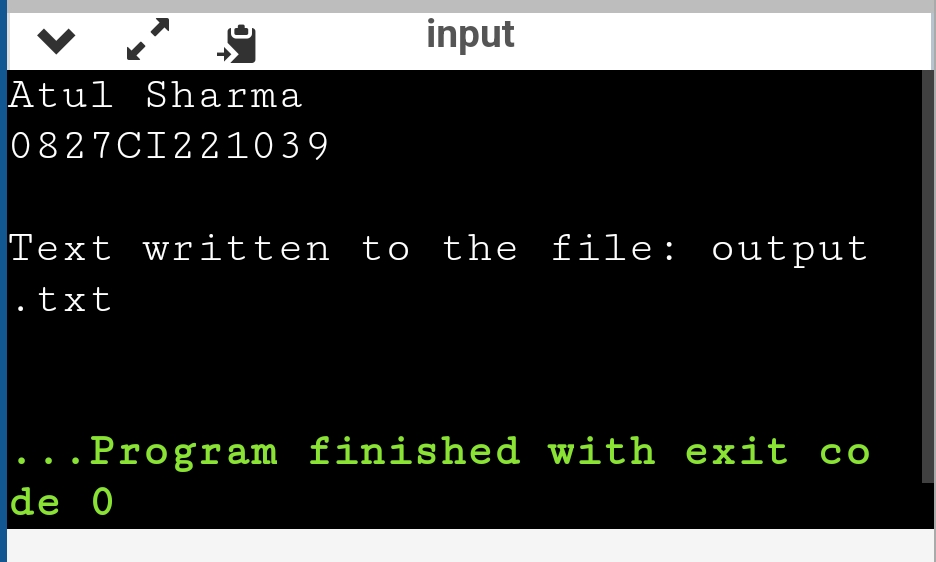 input
Atul Sharma
0827CI221039
Text written to the file: output
.txt
...Program finished with exit co
de 0